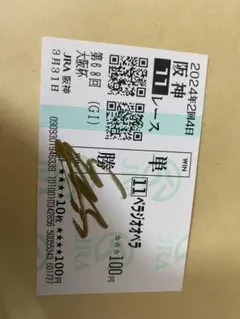 2024年2回4日
阪神
11レース
第68回 (GI)
大阪杯
JRA 阪神
3月31日
WIN
単勝
11 ベラジオオペラ
☆☆☆100円
★★★★10枚 ★★★★100円
JRA